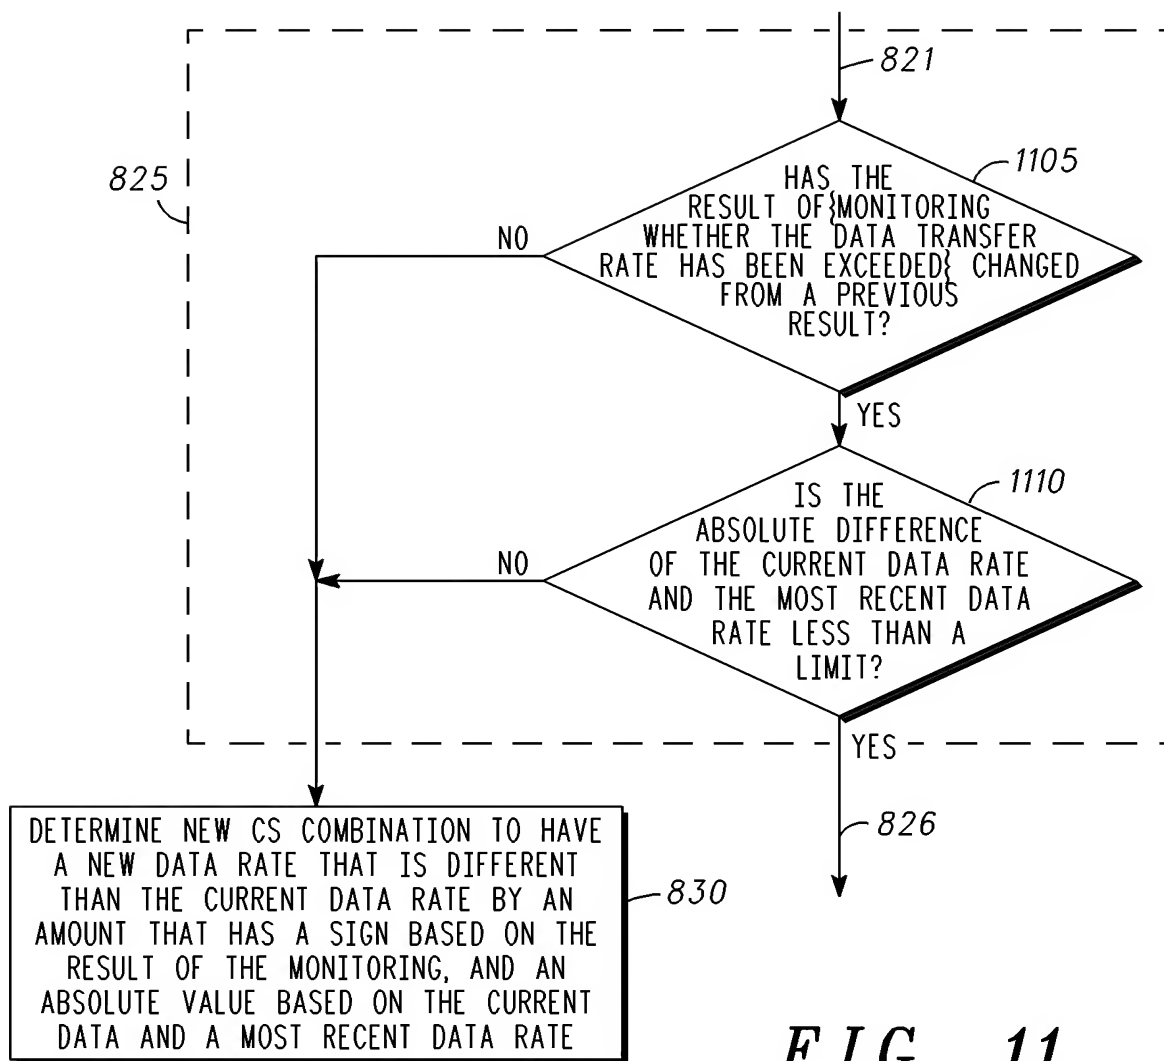 821
825
1105
HAS THE
RESULT OF{MONITORING
WHETHER THE DATA TRANSFER
RATE HAS BEEN EXCEEDED{ CHANGED
FROM A PREVIOUS
RESULT?
NO
YES
1110
IS THE
ABSOLUTE DIFFERENCE
OF THE CURRENT DATA RATE
AND THE MOST RECENT DATA
RATE LESS THAN A
LIMIT?
NO
YES
826
DETERMINE NEW CS COMBINATION TO HAVE
A NEW DATA RATE THAT IS DIFFERENT
THAN THE CURRENT DATA RATE BY AN
AMOUNT THAT HAS A SIGN BASED ON THE
RESULT OF THE MONITORING, AND AN
ABSOLUTE VALUE BASED ON THE CURRENT
DATA AND A MOST RECENT DATA RATE
830
FIG. 11